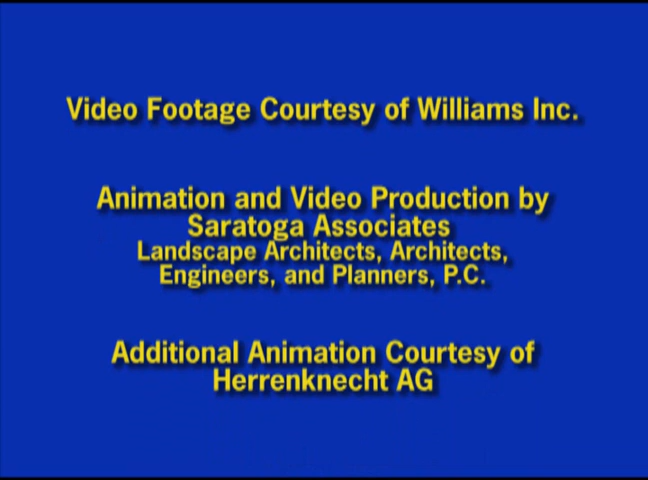 Video Footage Courtesy of Williams Inc.
Animation and Video Production by
Saratoga Associates
Landscape Architects, Architects,
Engineers, and Planners, P.C.
Additional Animation Courtesy of
Herrenknecht AG